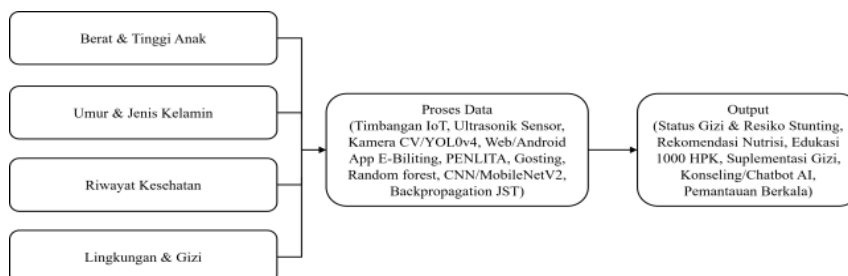 Berat & Tinggi Anak
Umur & Jenis Kelamin
Riwayat Kesehatan
Lingkungan & Gizi
Proses Data
(Timbangan IoT, Ultrasonik Sensor,
Kamera CV/YOL0v4, Web/Android
App E-Biliting, PENLITA, Gosting,
Random forest, CNN/MobileNetV2,
Backpropagation JST)
Output
(Status Gizi & Resiko Stunting,
Rekomendasi Nutrisi, Edukasi
1000 HPK, Suplementasi Gizi,
Konseling/Chatbot AI,
Pemantauan Berkala)